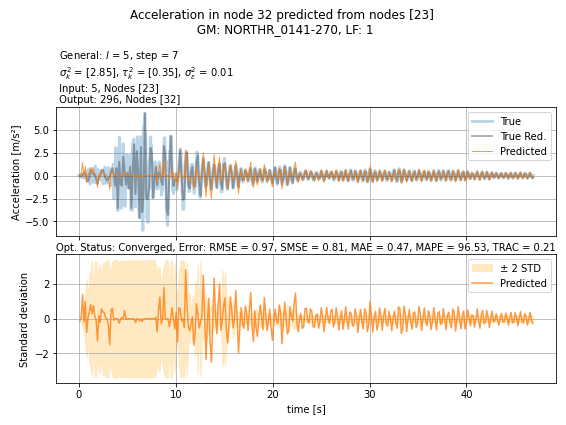 Acceleration in node 32 predicted from nodes [23]
GM: NORTHR_0141-270, LF: 1
General: l = 5, step = 7
σ²ₖ = [2.85], τ²ₖ = [0.35], σ²ε = 0.01
Input: 5, Nodes [23]
Output: 296, Nodes [32]
Acceleration [m/s²]
5.0
2.5
0.0
−2.5
−5.0
True
True Red.
Predicted
Opt. Status: Converged, Error: RMSE = 0.97, SMSE = 0.81, MAE = 0.47, MAPE = 96.53, TRAC = 0.21
Standard deviation
2
0
−2
± 2 STD
Predicted
0 10 20 30 40
time [s]